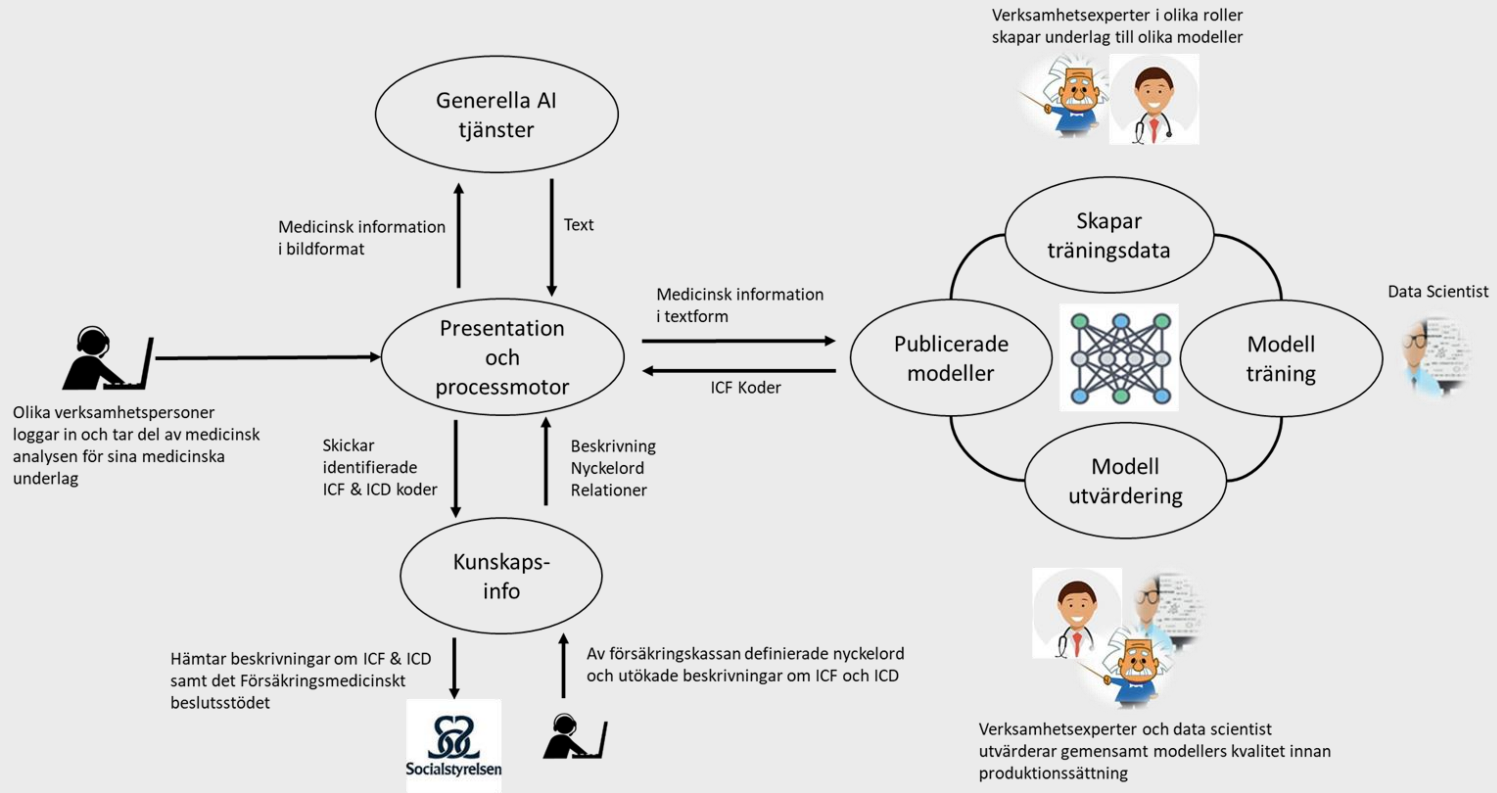 Verksamhetsexperter i olika roller
skapar underlag till olika modeller
Generella AI
tjänster
Medicinsk information
i bildformat
Text
Skapar
träningsdata
Medicinsk information
i textform
Data Scientist
Presentation
och
processmotor
Publicerade
modeller
Modell
träning
ICF Koder
Olika verksamhetspersoner
loggar in och tar del av medicinsk
analysen för sina medicinska
underlag
Skickar
identifierade
ICF & ICD koder
Beskrivning
Nyckelord
Relationer
Modell
utvärdering
Kunskaps-
info
Hämtar beskrivningar om ICF & ICD
samt det Försäkringsmedicinskt
beslutsstödet
Av försäkringskassan definierade nyckelord
och utökade beskrivningar om ICF och ICD
Socialstyrelsen
Verksamhetsexperter och data scientist
utvärderar gemensamt modellers kvalitet innan
produktionssättning